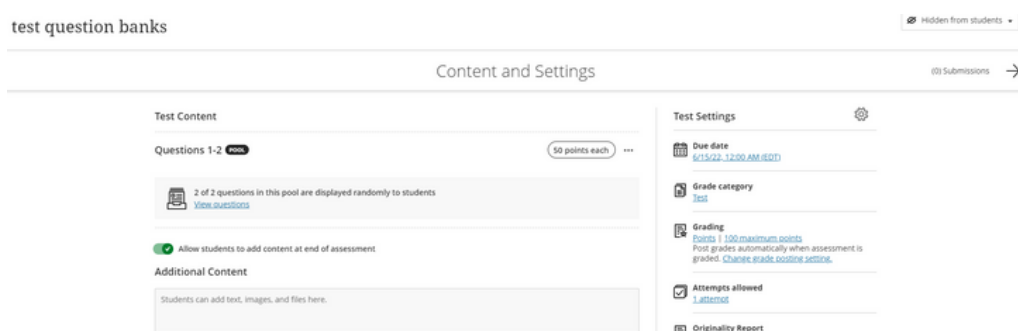 test question banks
Hidden from students
Content and Settings
(0) Submissions
Test Content
Questions 1-2 POOL
50 points each
2 of 2 questions in this pool are displayed randomly to students
View questions
Allow students to add content at end of assessment
Additional Content
Students can add text, images, and files here.
Test Settings
Due date
6/15/22, 12:00 AM (EDT)
Grade category
Test
Grading
Points | 100 maximum points
Post grades automatically when assessment is
graded. Change grade posting setting.
Attempts allowed
1 attempt
Originality Report